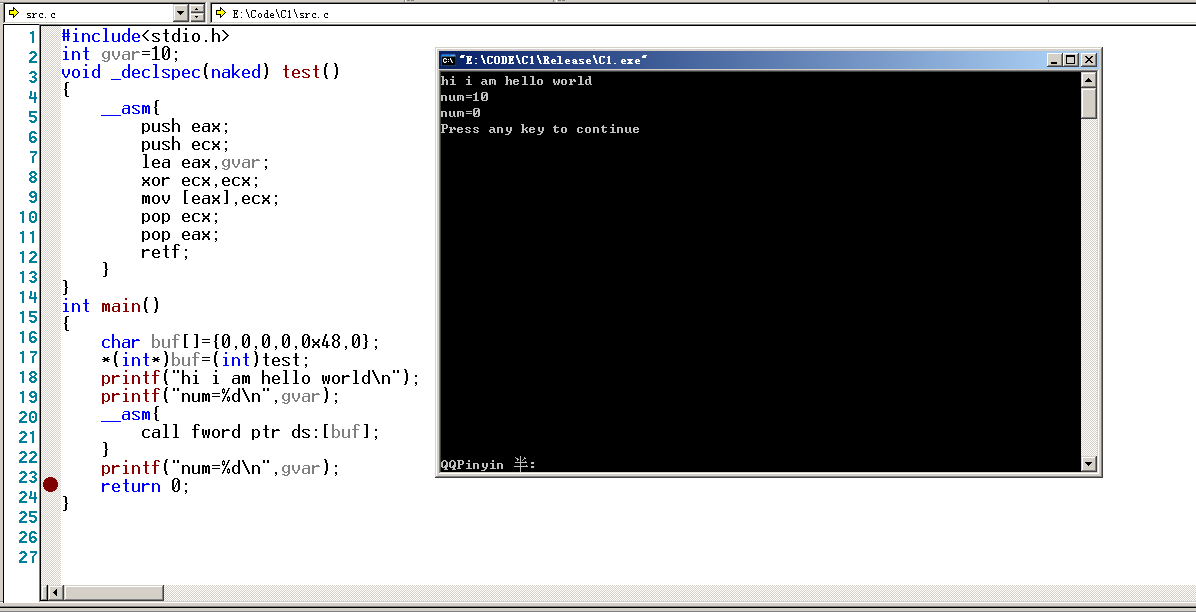 src.c
E:\Code\C1\src.c
1 #include<stdio.h>
2 int gvar=10;
3 void _declspec(naked) test()
4 {
5 __asm{
6 push eax;
7 push ecx;
8 lea eax,gvar;
9 xor ecx,ecx;
10 mov [eax],ecx;
11 pop ecx;
12 pop eax;
13 retf;
14 }
15 }
16 int main()
17 {
18 char buf[]={0,0,0,0,0x48,0};
19 *(int*)buf=(int)test;
20 printf("hi i am hello world\n");
21 printf("num=%d\n",gvar);
22 __asm{
23 call fword ptr ds:[buf];
24 }
25 printf("num=%d\n",gvar);
26 return 0;
27 }
"E:\CODE\C1\Release\C1.exe"
hi i am hello world
num=10
num=0
Press any key to continue
QQPinyin 半: